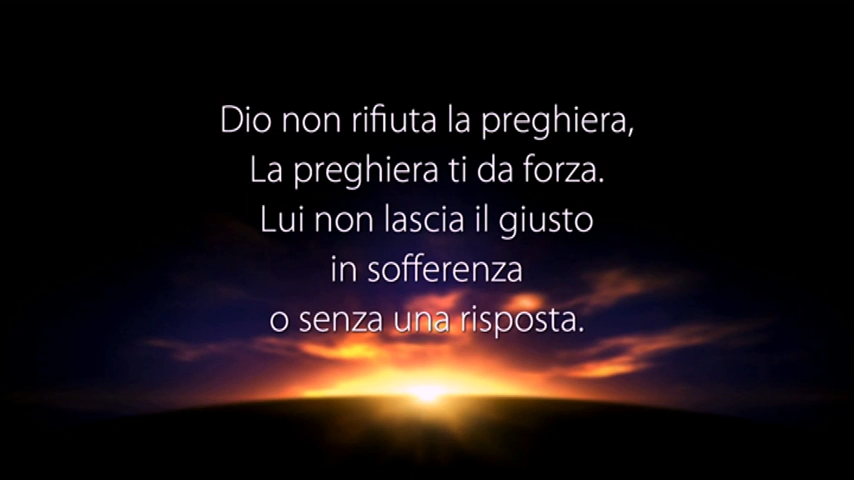 Dio non rifiuta la preghiera,
La preghiera ti da forza.
Lui non lascia il giusto
in sofferenza
o senza una risposta.